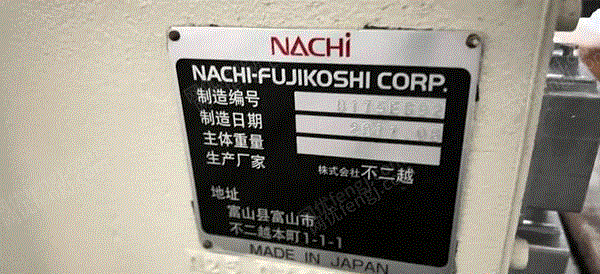 NACHi
NACHI-FUJIKOSHI CORP.
制造编号
制造日期 2017 09
主体重量
生产厂家 株式会社 不二越
地址
富山县富山市
不二越本町1-1-1
MADE IN JAPAN